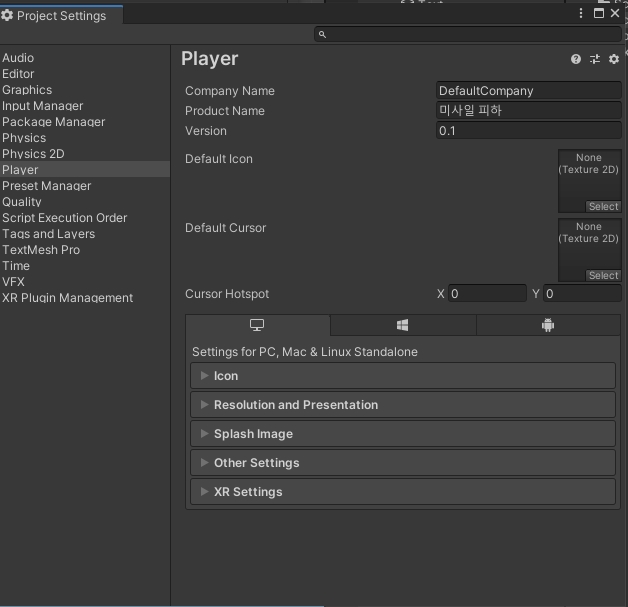 Project Settings
Audio
Editor
Graphics
Input Manager
Package Manager
Physics
Physics 2D
Player
Preset Manager
Quality
Script Execution Order
Tags and Layers
TextMesh Pro
Time
VFX
XR Plugin Management
Player
Company Name DefaultCompany
Product Name 미사일 피하
Version 0.1
Default Icon
None
(Texture 2D)
Select
Default Cursor
None
(Texture 2D)
Select
Cursor Hotspot X 0 Y 0
Settings for PC, Mac & Linux Standalone
Icon
Resolution and Presentation
Splash Image
Other Settings
XR Settings